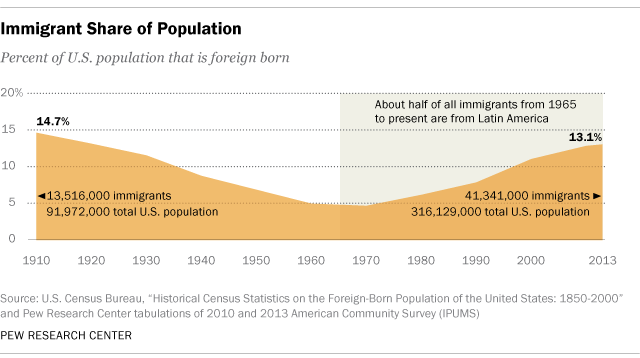 Immigrant Share of Population
Percent of U.S. population that is foreign born
20%
About half of all immigrants from 1965
to present are from Latin America
14.7%
13.1%
15
10
◄13,516,000 immigrants
91,972,000 total U.S. population
41,341,000 immigrants ►
316,129,000 total U.S. population
5
0
1910 1920 1930 1940 1950 1960 1970 1980 1990 2000 2013
Source: U.S. Census Bureau, “Historical Census Statistics on the Foreign-Born Population of the United States: 1850-2000”
and Pew Research Center tabulations of 2010 and 2013 American Community Survey (IPUMS)
PEW RESEARCH CENTER